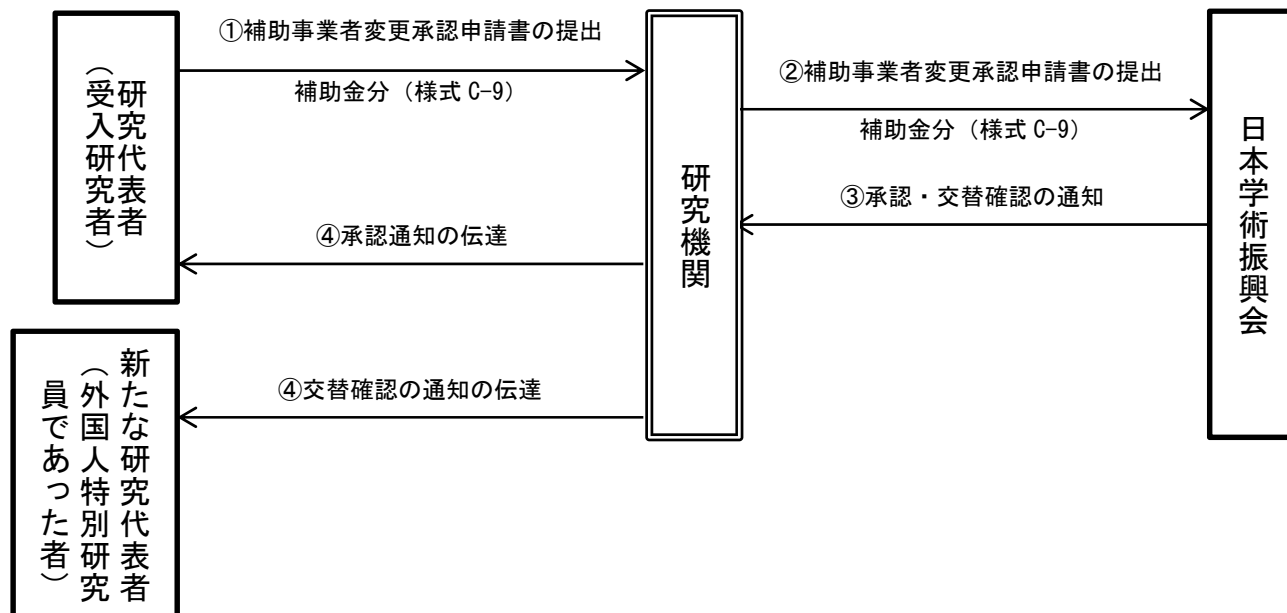 ①補助事業者変更承認申請書の提出
補助金分（様式 C-9）
研究代表者
（受入研究者）
②補助事業者変更承認申請書の提出
補助金分（様式 C-9）
研究機関
日本学術振興会
③承認・交替確認の通知
④承認通知の伝達
④交替確認の通知の伝達
新たな研究代表者
（外国人特別研究
員であった者）